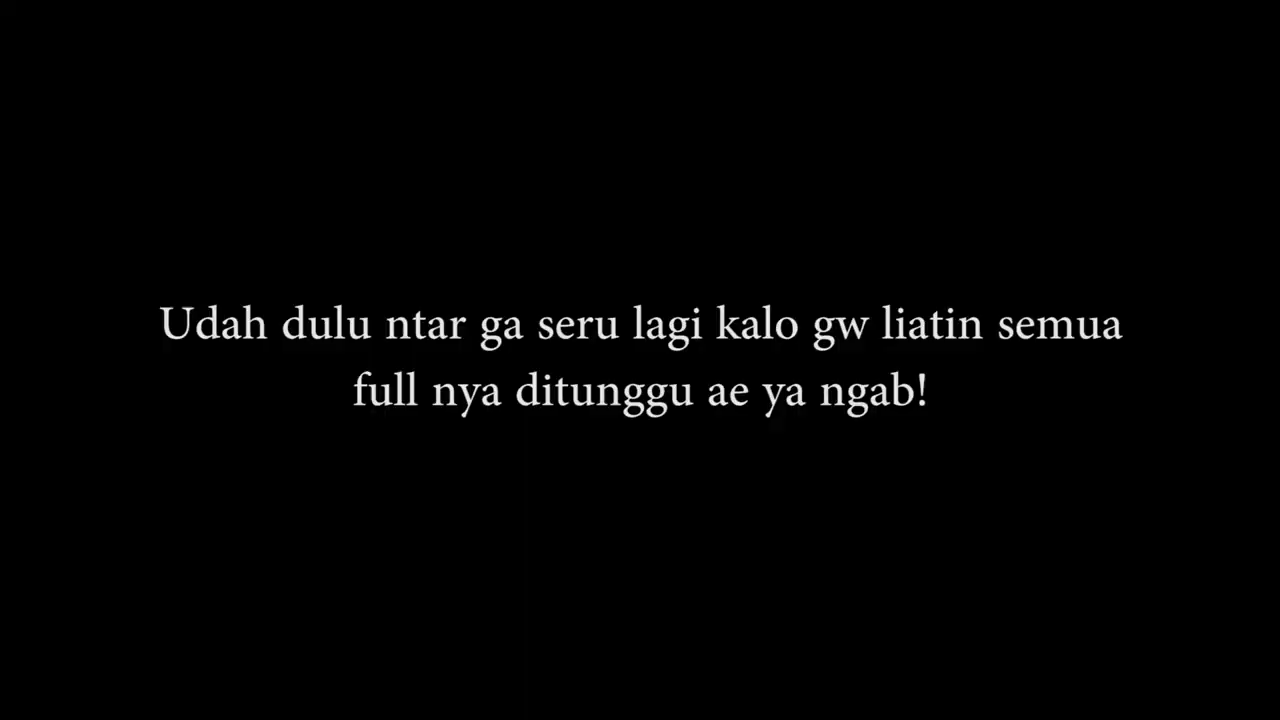 Udah dulu ntar ga seru lagi kalo gw liatin semua
full nya ditunggu ae ya ngab!